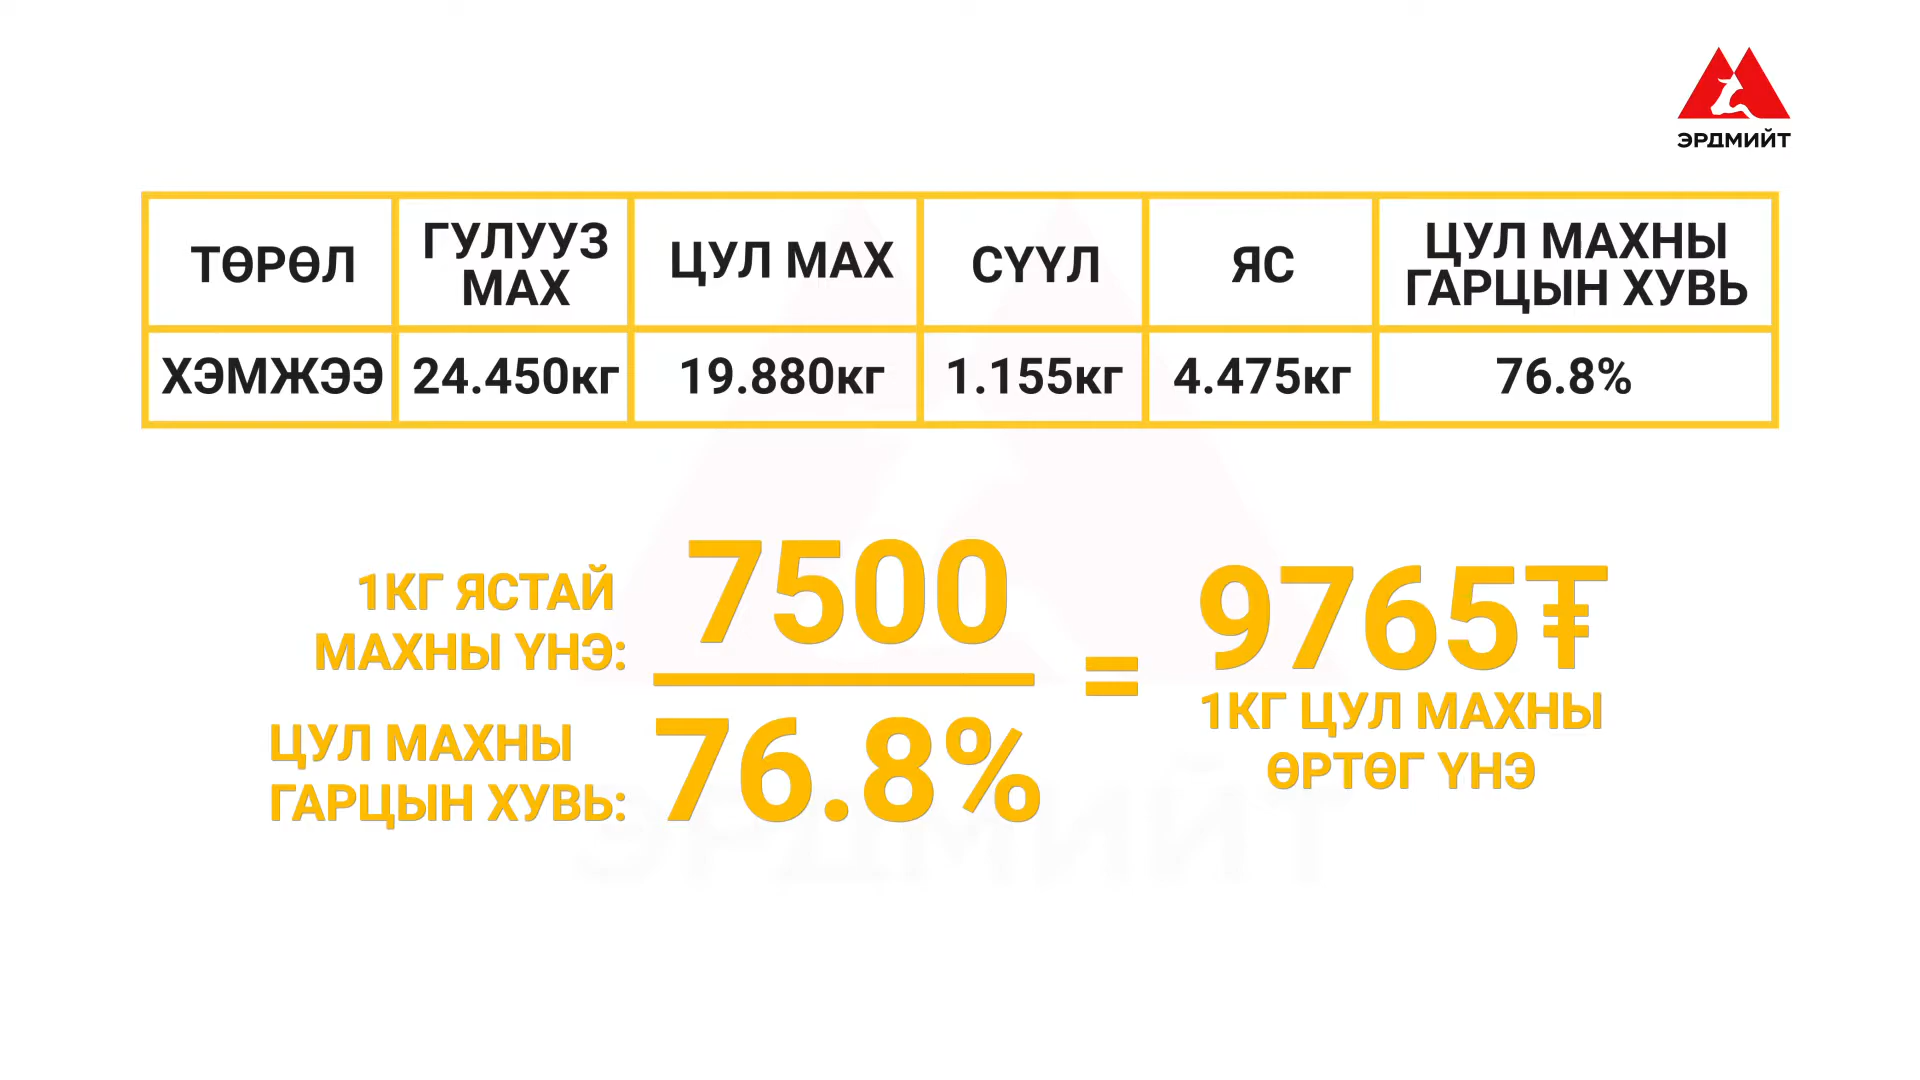 ЭРДМИЙТ
ТӨРӨЛ
ГУЛУУЗ
МАХ
ЦУЛ МАХ
СҮҮЛ
ЯС
ЦУЛ МАХНЫ
ГАРЦЫН ХУВЬ
ХЭМЖЭЭ
24.450кг
19.880кг
1.155кг
4.475кг
76.8%
1КГ ЯСТАЙ
МАХНЫ ҮНЭ:
7500
ЦУЛ МАХНЫ
ГАРЦЫН ХУВЬ:
76.8%
=
9765₮
1КГ ЦУЛ МАХНЫ
ӨРТӨГ ҮНЭ
ЭРДМИЙТ